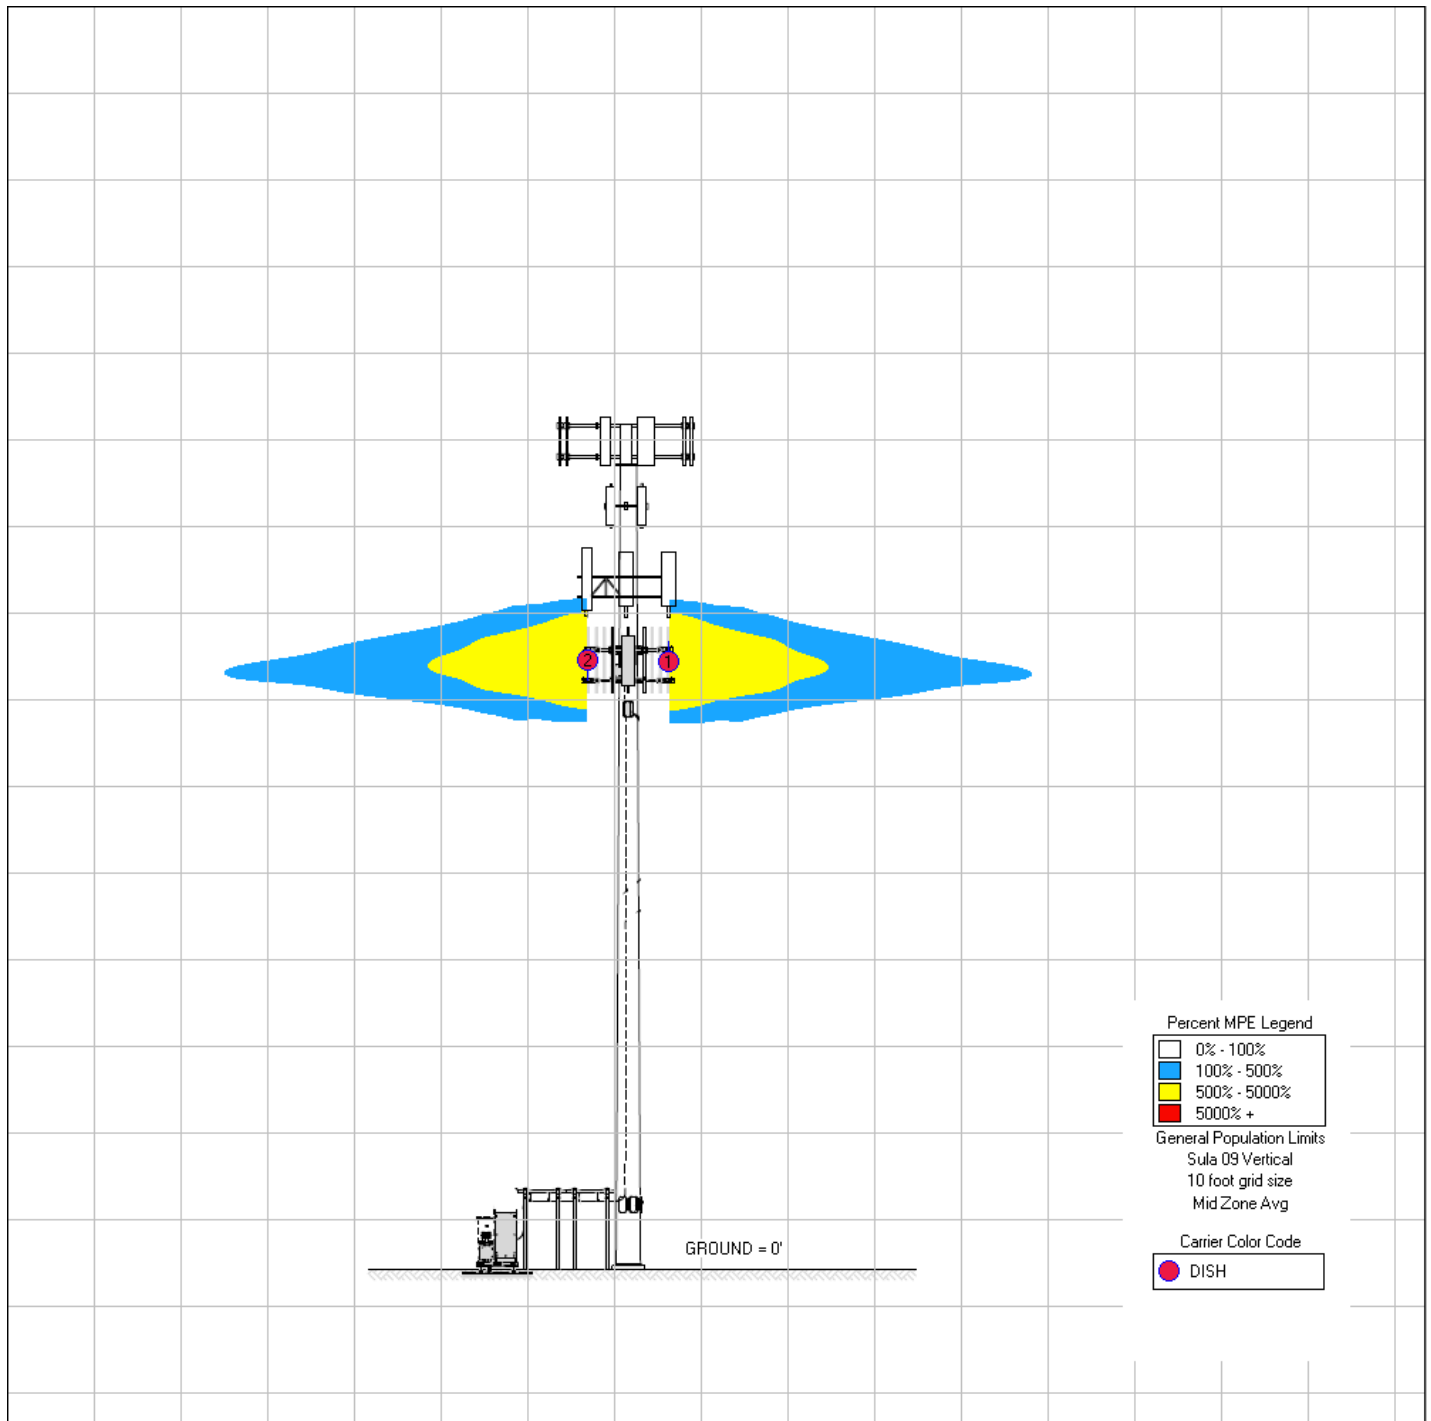 2
1
Percent MPE Legend
0% - 100%
100% - 500%
500% - 5000%
5000% +
General Population Limits
Sula 09 Vertical
10 foot grid size
Mid Zone Avg
GROUND = 0'
Carrier Color Code
DISH